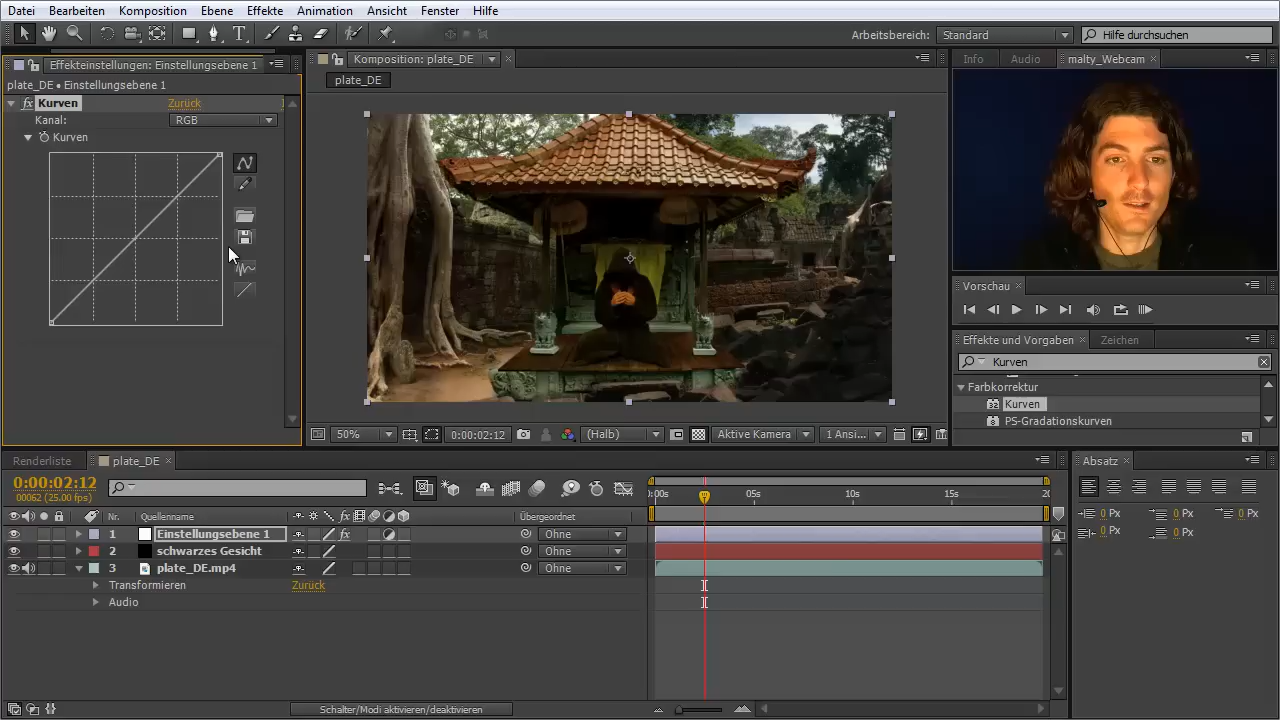 Datei Bearbeiten Komposition Ebene Effekte Animation Ansicht Fenster Hilfe
Arbeitsbereich: Standard Hilfe durchsuchen
Effekteinstellungen: Einstellungsebene 1
plate_DE • Einstellungsebene 1
fx Kurven Zurück
Kanal: RGB
Kurven
Komposition: plate_DE
plate_DE
50% 0:00:02:12 (Halb) Aktive Kamera 1 Ansi...
Info Audio malty_Webcam
Vorschau
Effekte und Vorgaben Zeichen
Kurven
Farbkorrektur
32 Kurven
8 PS-Gradationskurven
Renderliste plate_DE
0:00:02:12
00062 (25.00 fps)
:00s 05s 10s 15s 20
Nr. Quellenname fx Übergeordnet
1 Einstellungsebene 1 fx Ohne
2 schwarzes Gesicht Ohne
3 plate_DE.mp4 Ohne
Transformieren Zurück
Audio
Schalter/Modi aktivieren/deaktivieren
Absatz
0 Px 0 Px 0 Px
0 Px 0 Px